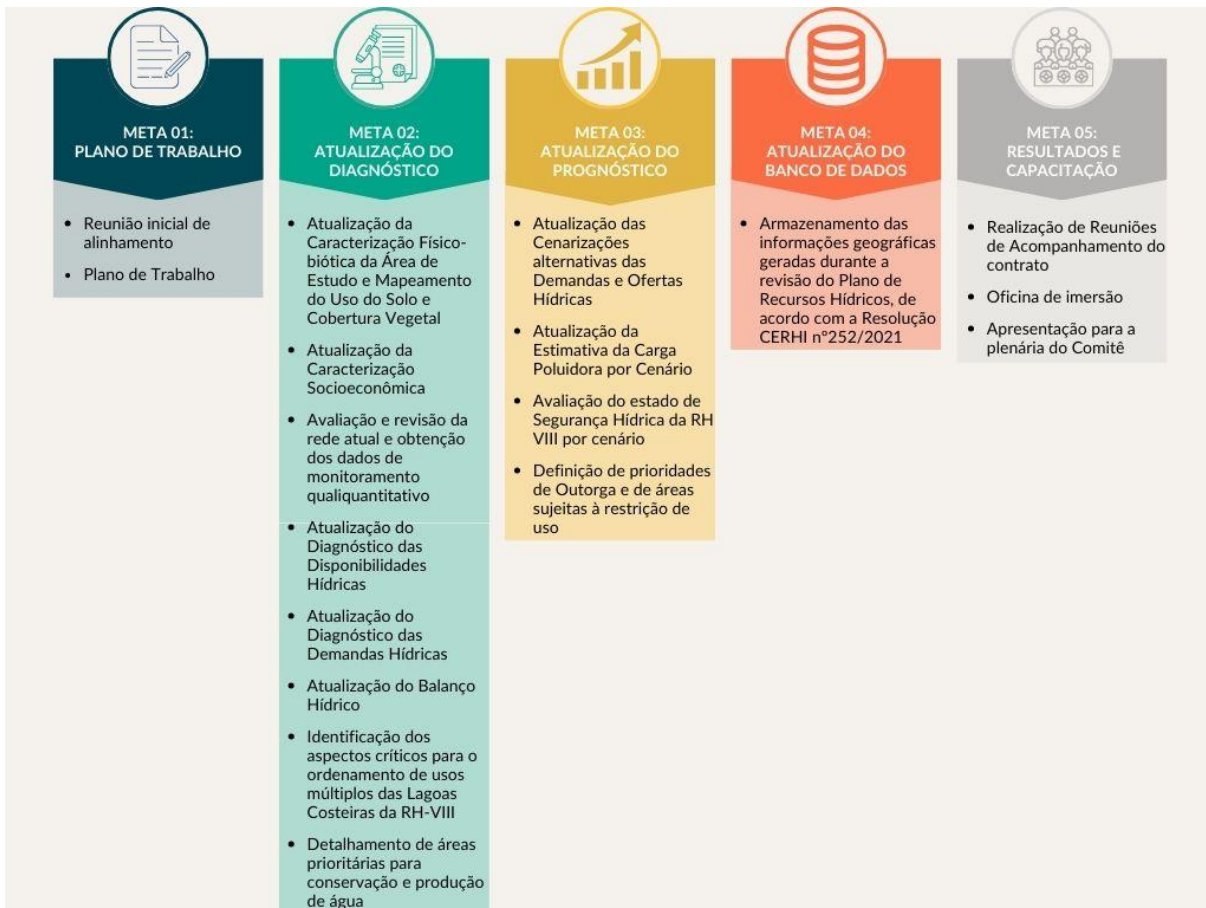 META 01:
PLANO DE TRABALHO
• Reunião inicial de
alinhamento
• Plano de Trabalho
META 02:
ATUALIZAÇÃO DO
DIAGNÓSTICO
• Atualização da
Caracterização Físico-
biótica da Área de
Estudo e Mapeamento
do Uso do Solo e
Cobertura Vegetal
• Atualização da
Caracterização
Socioeconômica
• Avaliação e revisão da
rede atual e obtenção
dos dados de
monitoramento
qualiquantitativo
• Atualização do
Diagnóstico das
Disponibilidades
Hídricas
• Atualização do
Diagnóstico das
Demandas Hídricas
• Atualização do Balanço
Hídrico
• Identificação dos
aspectos críticos para o
ordenamento de usos
múltiplos das Lagoas
Costeiras da RH-VIII
• Detalhamento de áreas
prioritárias para
conservação e produção
de água
META 03:
ATUALIZAÇÃO DO
PROGNÓSTICO
• Atualização das
Cenarizações
alternativas das
Demandas e Ofertas
Hídricas
• Atualização da
Estimativa da Carga
Poluidora por Cenário
• Avaliação do estado de
Segurança Hídrica da RH
VIII por cenário
• Definição de prioridades
de Outorga e de áreas
sujeitas à restrição de
uso
META 04:
ATUALIZAÇÃO DO
BANCO DE DADOS
• Armazenamento das
informações geográficas
geradas durante a
revisão do Plano de
Recursos Hídricos, de
acordo com a Resolução
CERHI n°252/2021
META 05:
RESULTADOS E
CAPACITAÇÃO
• Realização de Reuniões
de Acompanhamento do
contrato
• Oficina de imersão
• Apresentação para a
plenária do Comitê